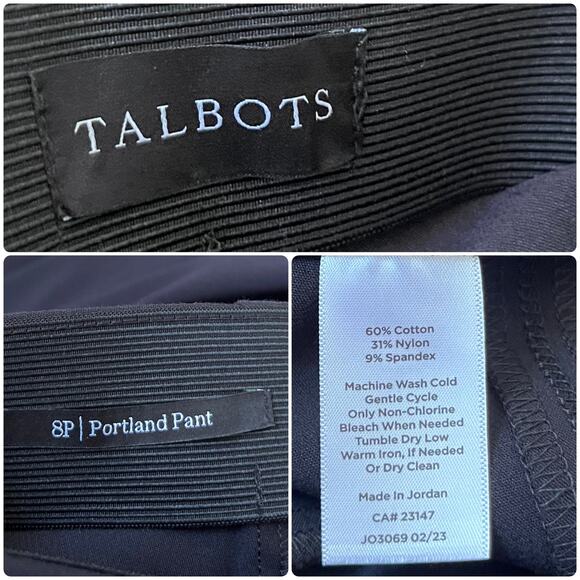 TALBOTS
8P | Portland Pant
60% Cotton
31% Nylon
9% Spandex
Machine Wash Cold
Gentle Cycle
Only Non-Chlorine
Bleach When Needed
Tumble Dry Low
Warm Iron, If Needed
Or Dry Clean
Made In Jordan
CA# 23147
JO3069 02/23